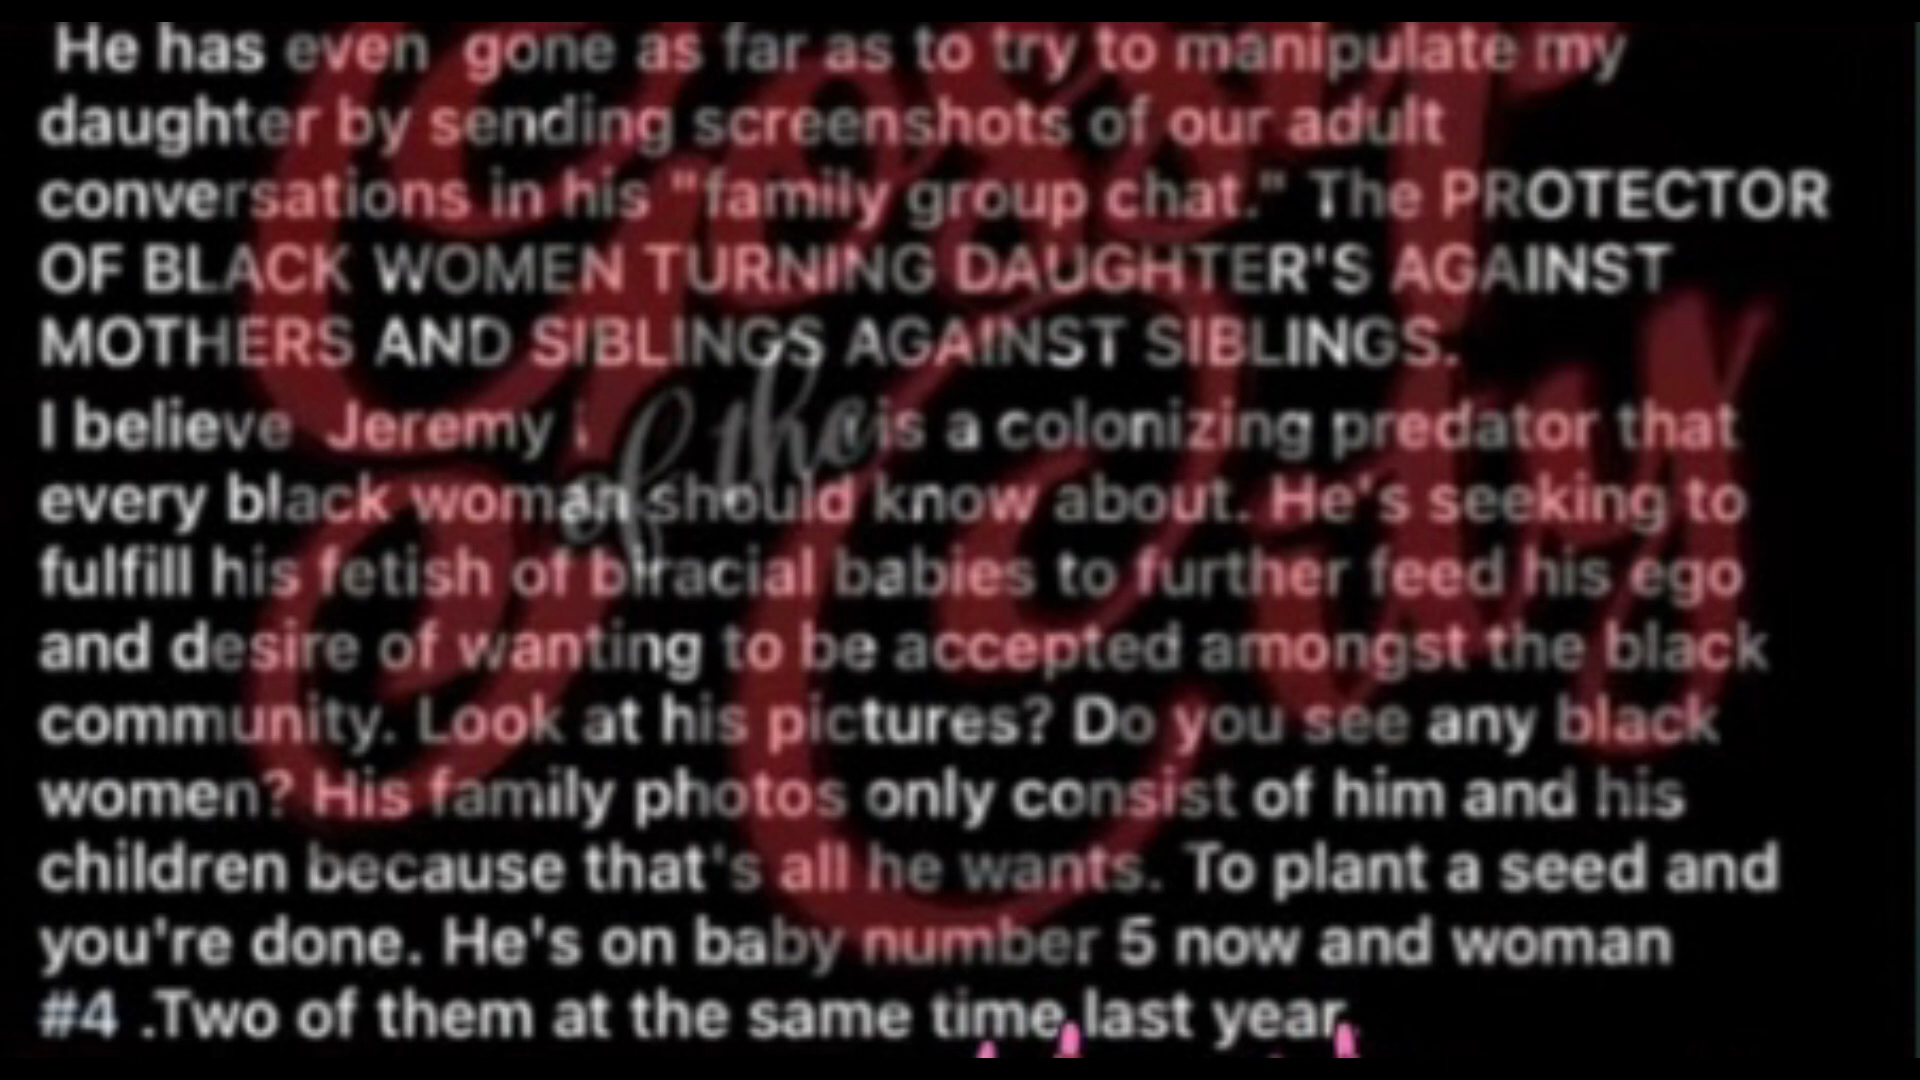 He has even gone as far as to try to manipulate my
daughter by sending screenshots of our adult
conversations in his "family group chat." The PROTECTOR
OF BLACK WOMEN TURNING DAUGHTER'S AGAINST
MOTHERS AND SIBLINGS AGAINST SIBLINGS.
I believe Jeremy is a colonizing predator that
every black woman should know about. He's seeking to
fulfill his fetish of biracial babies to further feed his ego
and desire of wanting to be accepted amongst the black
community. Look at his pictures? Do you see any black
women? His family photos only consist of him and his
children because that's all he wants. To plant a seed and
you're done. He's on baby number 5 now and woman
#4 .Two of them at the same time last year.
of the
City